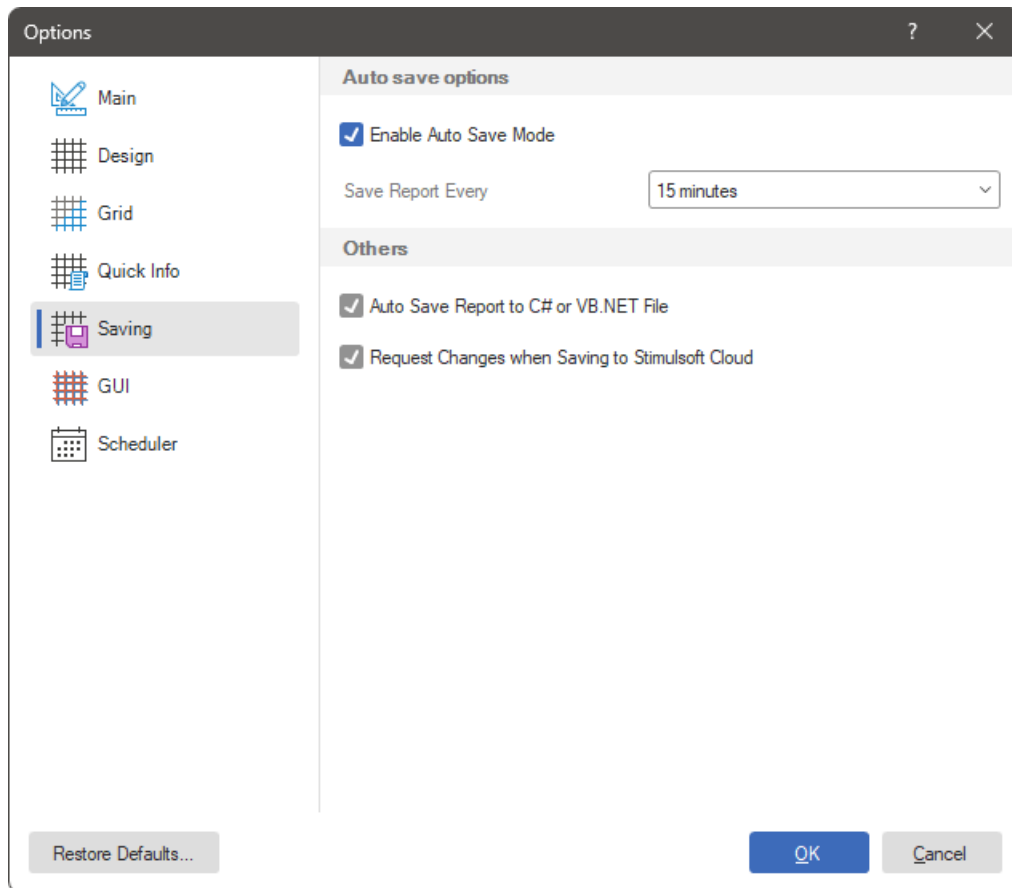 Options
?
Main
Design
Grid
Quick Info
Saving
GUI
Scheduler
Auto save options
Enable Auto Save Mode
Save Report Every
15 minutes
Others
Auto Save Report to C# or VB.NET File
Request Changes when Saving to Stimulsoft Cloud
Restore Defaults...
OK
Cancel